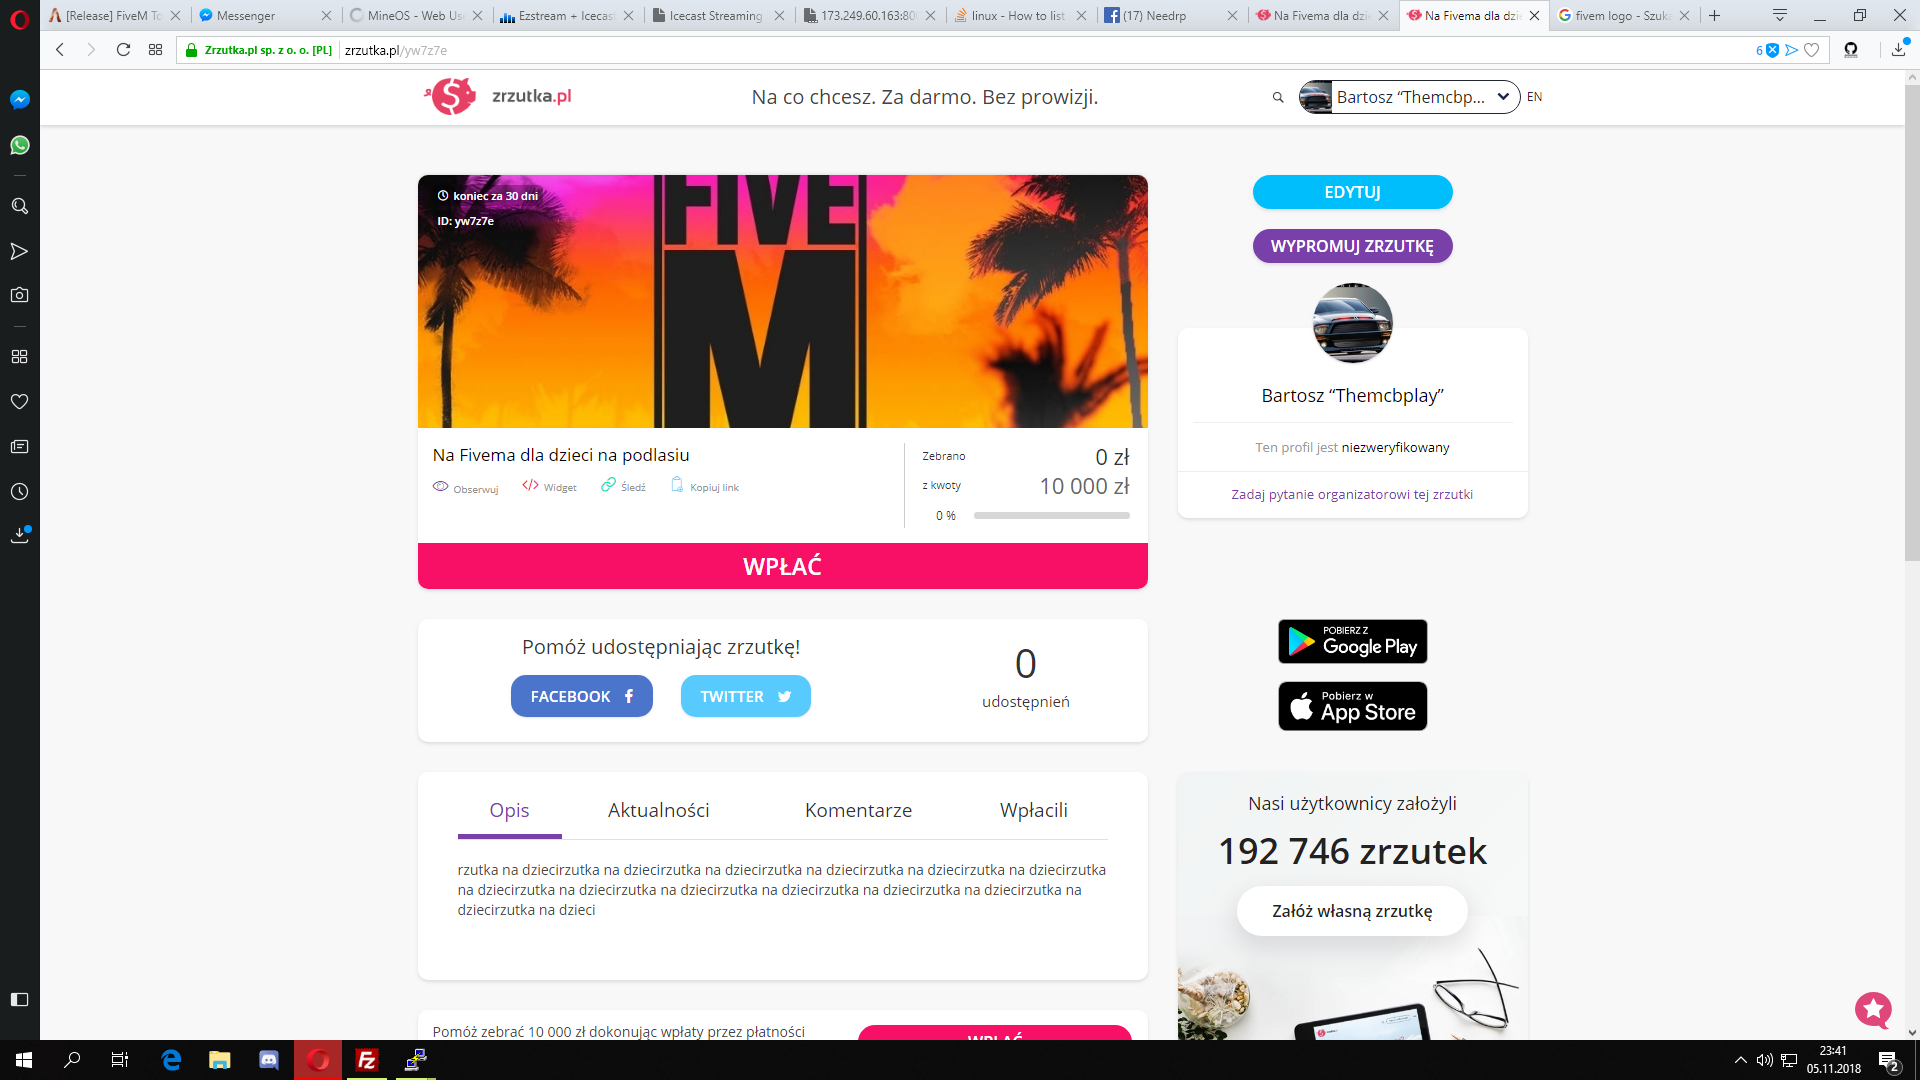 [Release] FiveM To
Messenger
MineOS - Web Use
Ezstream + Icecast
Icecast Streaming
173.249.60.163:80
linux - How to list
(17) Needrp
Na Fivema dla dzie
Na Fivema dla dzie
fivem logo - Szuka
Zrzutka.pl sp. z o. o. [PL]
zrzutka.pl/yw7z7e
6
zrzutka.pl
Na co chcesz. Za darmo. Bez prowizji.
Bartosz “Themcbp...
EN
koniec za 30 dni
ID: yw7z7e
FIVE
M
EDYTUJ
WYPROMUJ ZRZUTKĘ
Bartosz “Themcbplay”
Ten profil jest niezweryfikowany
Zadaj pytanie organizatorowi tej zrzutki
Na Fivema dla dzieci na podlasiu
Obserwuj
Widget
Śledź
Kopiuj link
Zebrano 0 zł
z kwoty 10 000 zł
0 %
WPŁAĆ
Pomóż udostępniając zrzutkę!
FACEBOOK
TWITTER
0
udostępnień
POBIERZ Z
Google Play
Pobierz w
App Store
Opis
Aktualności
Komentarze
Wpłacili
rzutka na dziecirzutka na dziecirzutka na dziecirzutka na dziecirzutka na dziecirzutka na dziecirzutka
na dziecirzutka na dziecirzutka na dziecirzutka na dziecirzutka na dziecirzutka na dziecirzutka na
dziecirzutka na dzieci
Nasi użytkownicy założyli
192 746 zrzutek
Załóż własną zrzutkę
Pomóż zebrać 10 000 zł dokonując wpłaty przez płatności
WPŁAĆ
23:41
05.11.2018
2